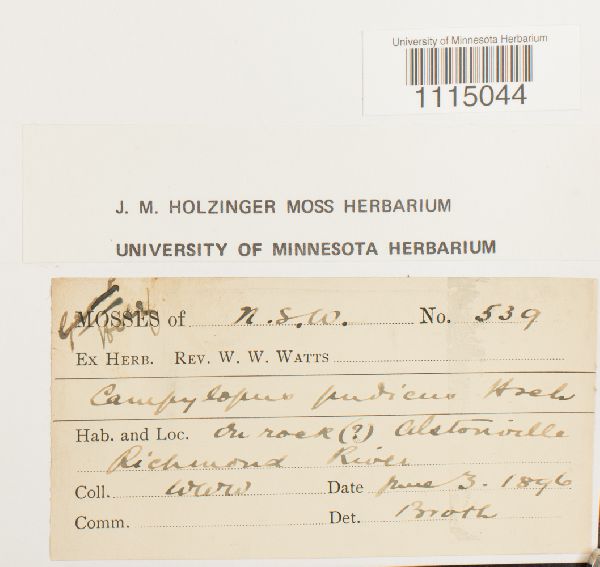 University of Minnesota Herbarium
1115044
J. M. HOLZINGER MOSS HERBARIUM
UNIVERSITY OF MINNESOTA HERBARIUM
MOSSES of N.S.W. No. 539
EX HERB. REV. W. W. WATTS
Campylopus pudicus Hsch
Hab. and Loc. On rock (?) Alstonville
Richmond River
Coll. WWW Date June 3. 1896
Comm. Det. Broth